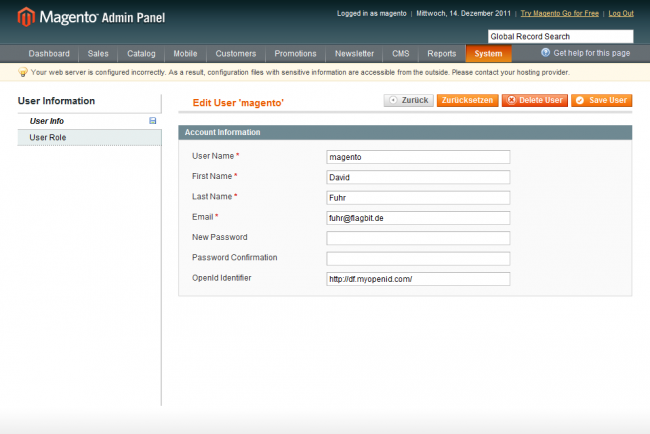 Magento® Admin Panel
Logged in as magento | Mittwoch, 14. Dezember 2011 | Try Magento Go for Free | Log Out
Global Record Search
Dashboard Sales Catalog Mobile Customers Promotions Newsletter CMS Reports System Get help for this page
Your web server is configured incorrectly. As a result, configuration files with sensitive information are accessible from the outside. Please contact your hosting provider.
User Information
User Info
User Role
Edit User 'magento'
Zurück Zurücksetzen Delete User Save User
Account Information
User Name * magento
First Name * David
Last Name * Fuhr
Email * fuhr@flagbit.de
New Password
Password Confirmation
OpenId Identifier http://df.myopenid.com/